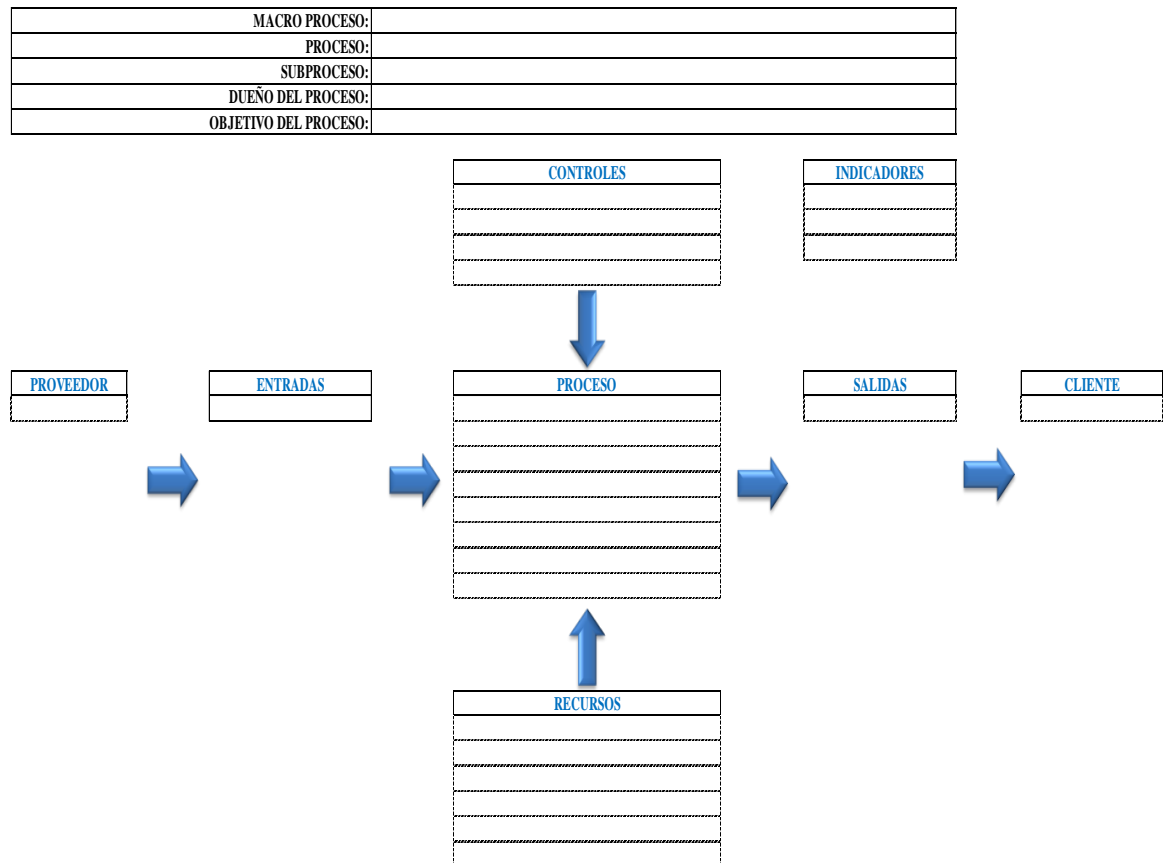 MACRO PROCESO:
PROCESO:
SUBPROCESO:
DUEÑO DEL PROCESO:
OBJETIVO DEL PROCESO:
CONTROLES
INDICADORES
PROVEEDOR
ENTRADAS
PROCESO
SALIDAS
CLIENTE
RECURSOS